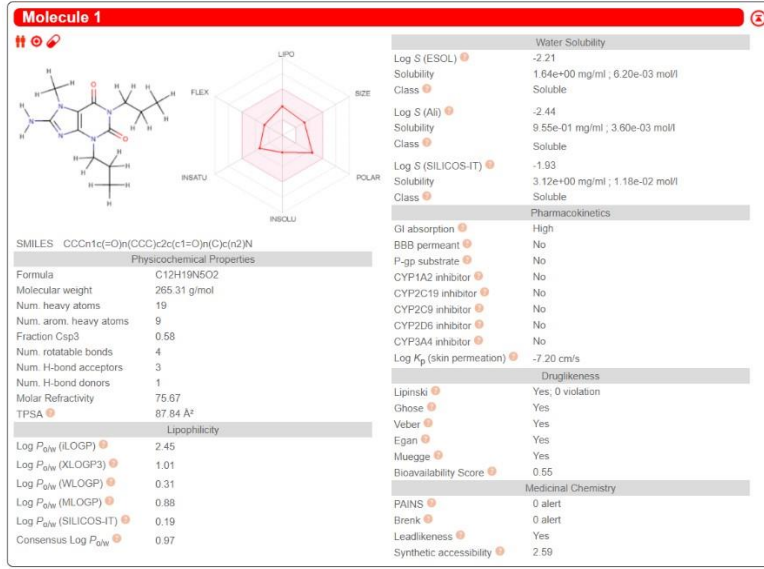 Molecule 1
LIPO
FLEX
SIZE
INSATU
POLAR
INSOLU
SMILES CCCn1c(=O)n(CCC)c2c(c1=O)n(C)c(n2)N
Physicochemical Properties
Formula C12H19N5O2
Molecular weight 265.31 g/mol
Num. heavy atoms 19
Num. arom. heavy atoms 9
Fraction Csp3 0.58
Num. rotatable bonds 4
Num. H-bond acceptors 3
Num. H-bond donors 1
Molar Refractivity 75.67
TPSA 87.84 Å²
Lipophilicity
Log Po/w (iLOGP) 2.45
Log Po/w (XLOGP3) 1.01
Log Po/w (WLOGP) 0.31
Log Po/w (MLOGP) 0.88
Log Po/w (SILICOS-IT) 0.19
Consensus Log Po/w 0.97
Water Solubility
Log S (ESOL) -2.21
Solubility 1.64e+00 mg/ml ; 6.20e-03 mol/l
Class Soluble
Log S (Ali) -2.44
Solubility 9.55e-01 mg/ml ; 3.60e-03 mol/l
Class Soluble
Log S (SILICOS-IT) -1.93
Solubility 3.12e+00 mg/ml ; 1.18e-02 mol/l
Class Soluble
Pharmacokinetics
GI absorption High
BBB permeant No
P-gp substrate No
CYP1A2 inhibitor No
CYP2C19 inhibitor No
CYP2C9 inhibitor No
CYP2D6 inhibitor No
CYP3A4 inhibitor No
Log Kp (skin permeation) -7.20 cm/s
Druglikeness
Lipinski Yes; 0 violation
Ghose Yes
Veber Yes
Egan Yes
Muegge Yes
Bioavailability Score 0.55
Medicinal Chemistry
PAINS 0 alert
Brenk 0 alert
Leadlikeness Yes
Synthetic accessibility 2.59